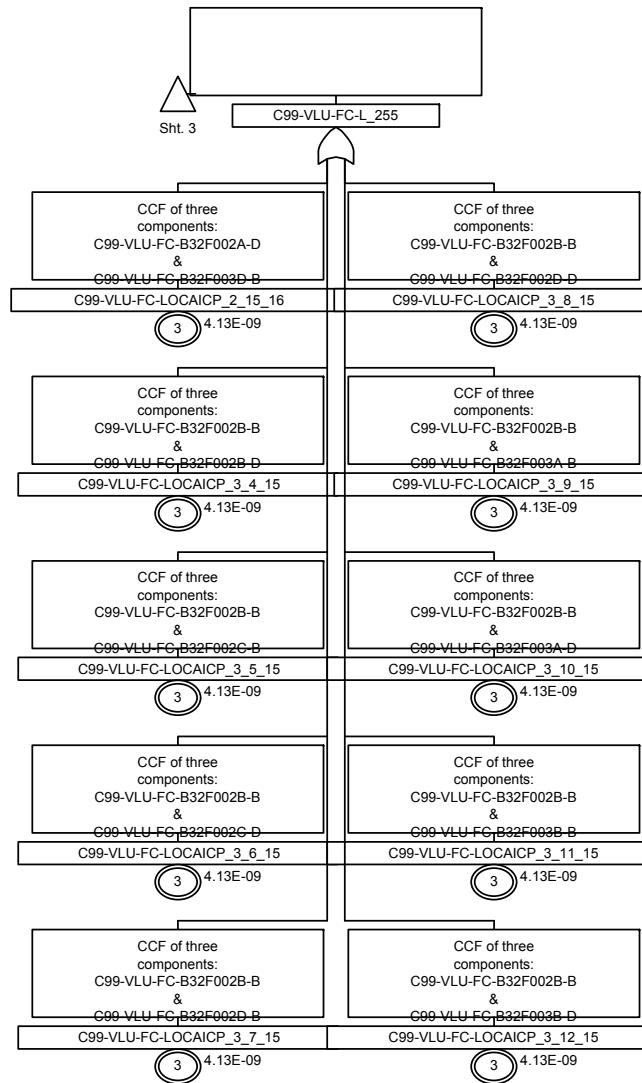 Sht. 3
C99-VLU-FC-L_255
CCF of three
components:
C99-VLU-FC-B32F002A-D
&
C99-VLU-FC-B32F003D-B
C99-VLU-FC-LOCAICP_2_15_16
3
4.13E-09
CCF of three
components:
C99-VLU-FC-B32F002B-B
&
C99-VLU-FC-B32F002D-D
C99-VLU-FC-LOCAICP_3_8_15
3
4.13E-09
CCF of three
components:
C99-VLU-FC-B32F002B-B
&
C99-VLU-FC-B32F002B-D
C99-VLU-FC-LOCAICP_3_4_15
3
4.13E-09
CCF of three
components:
C99-VLU-FC-B32F002B-B
&
C99-VLU-FC-B32F003A-B
C99-VLU-FC-LOCAICP_3_9_15
3
4.13E-09
CCF of three
components:
C99-VLU-FC-B32F002B-B
&
C99-VLU-FC-B32F002C-B
C99-VLU-FC-LOCAICP_3_5_15
3
4.13E-09
CCF of three
components:
C99-VLU-FC-B32F002B-B
&
C99-VLU-FC-B32F003A-D
C99-VLU-FC-LOCAICP_3_10_15
3
4.13E-09
CCF of three
components:
C99-VLU-FC-B32F002B-B
&
C99-VLU-FC-B32F002C-D
C99-VLU-FC-LOCAICP_3_6_15
3
4.13E-09
CCF of three
components:
C99-VLU-FC-B32F002B-B
&
C99-VLU-FC-B32F003B-B
C99-VLU-FC-LOCAICP_3_11_15
3
4.13E-09
CCF of three
components:
C99-VLU-FC-B32F002B-B
&
C99-VLU-FC-B32F002D-B
C99-VLU-FC-LOCAICP_3_7_15
3
4.13E-09
CCF of three
components:
C99-VLU-FC-B32F002B-B
&
C99-VLU-FC-B32F003B-D
C99-VLU-FC-LOCAICP_3_12_15
3
4.13E-09